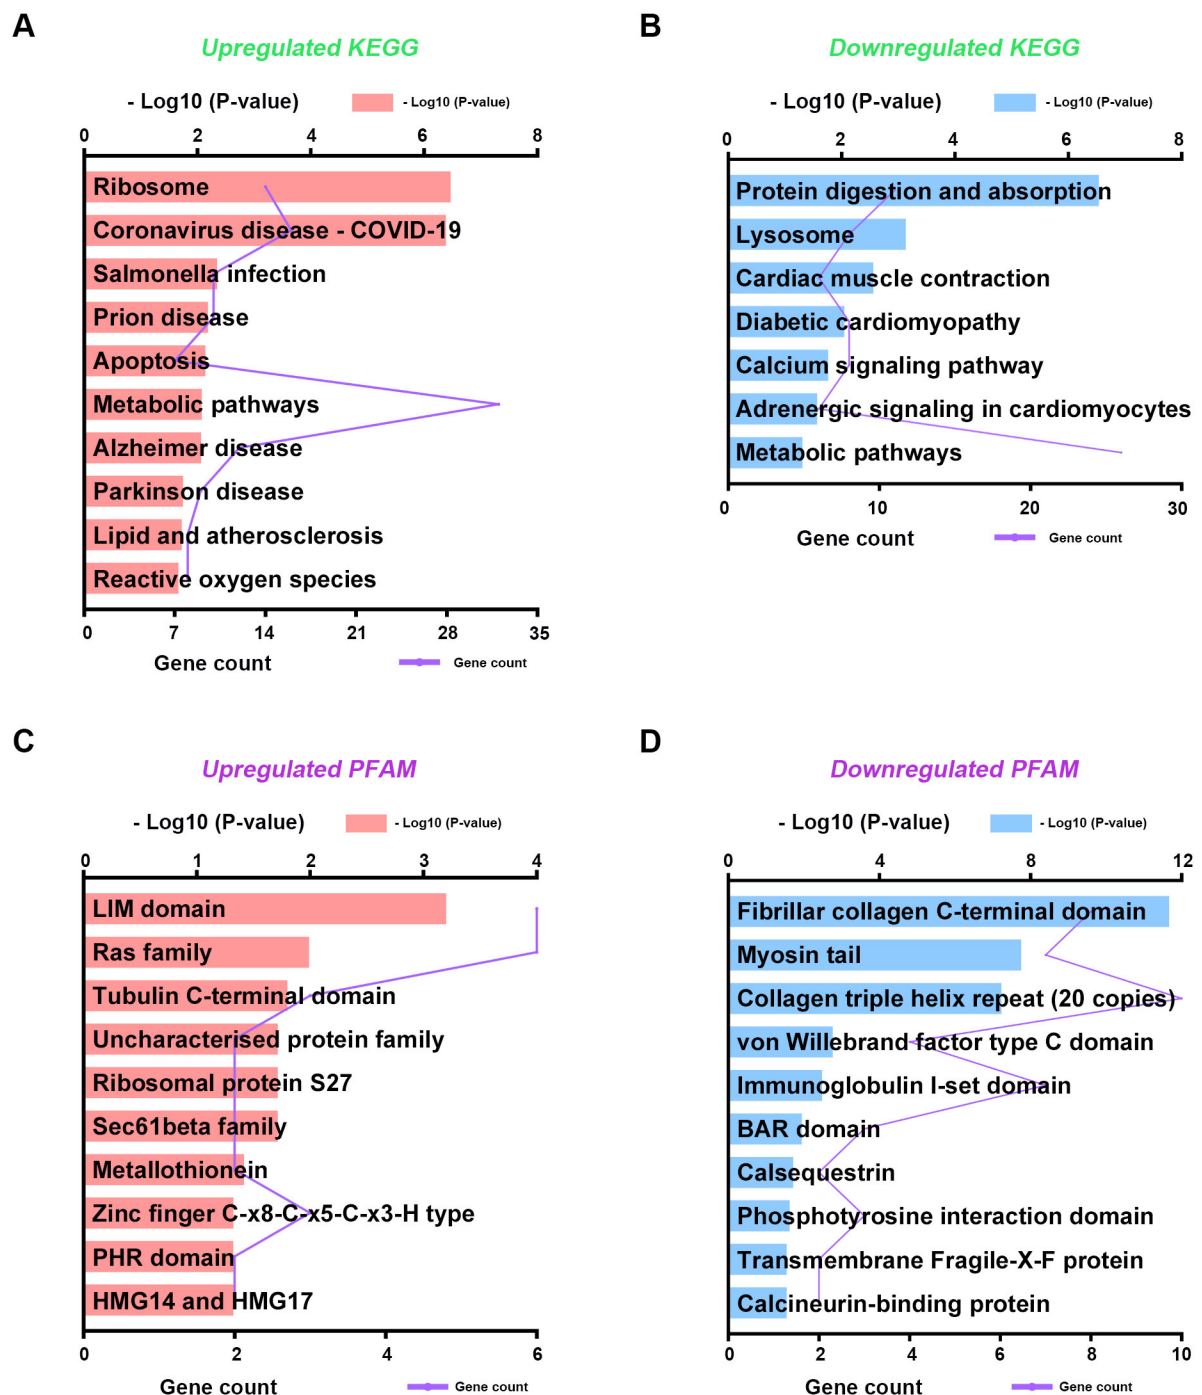 A
Upregulated KEGG
- Log10 (P-value) - Log10 (P-value)
0 2 4 6 8
Ribosome
Coronavirus disease - COVID-19
Salmonella infection
Prion disease
Apoptosis
Metabolic pathways
Alzheimer disease
Parkinson disease
Lipid and atherosclerosis
Reactive oxygen species
0 7 14 21 28 35
Gene count Gene count
B
Downregulated KEGG
- Log10 (P-value) - Log10 (P-value)
0 2 4 6 8
Protein digestion and absorption
Lysosome
Cardiac muscle contraction
Diabetic cardiomyopathy
Calcium signaling pathway
Adrenergic signaling in cardiomyocytes
Metabolic pathways
0 10 20 30
Gene count Gene count
C
Upregulated PFAM
- Log10 (P-value) - Log10 (P-value)
0 1 2 3 4
LIM domain
Ras family
Tubulin C-terminal domain
Uncharacterised protein family
Ribosomal protein S27
Sec61beta family
Metallothionein
Zinc finger C-x8-C-x5-C-x3-H type
PHR domain
HMG14 and HMG17
0 2 4 6
Gene count Gene count
D
Downregulated PFAM
- Log10 (P-value) - Log10 (P-value)
0 4 8 12
Fibrillar collagen C-terminal domain
Myosin tail
Collagen triple helix repeat (20 copies)
von Willebrand factor type C domain
Immunoglobulin I-set domain
BAR domain
Calsequestrin
Phosphotyrosine interaction domain
Transmembrane Fragile-X-F protein
Calcineurin-binding protein
0 2 4 6 8 10
Gene count Gene count